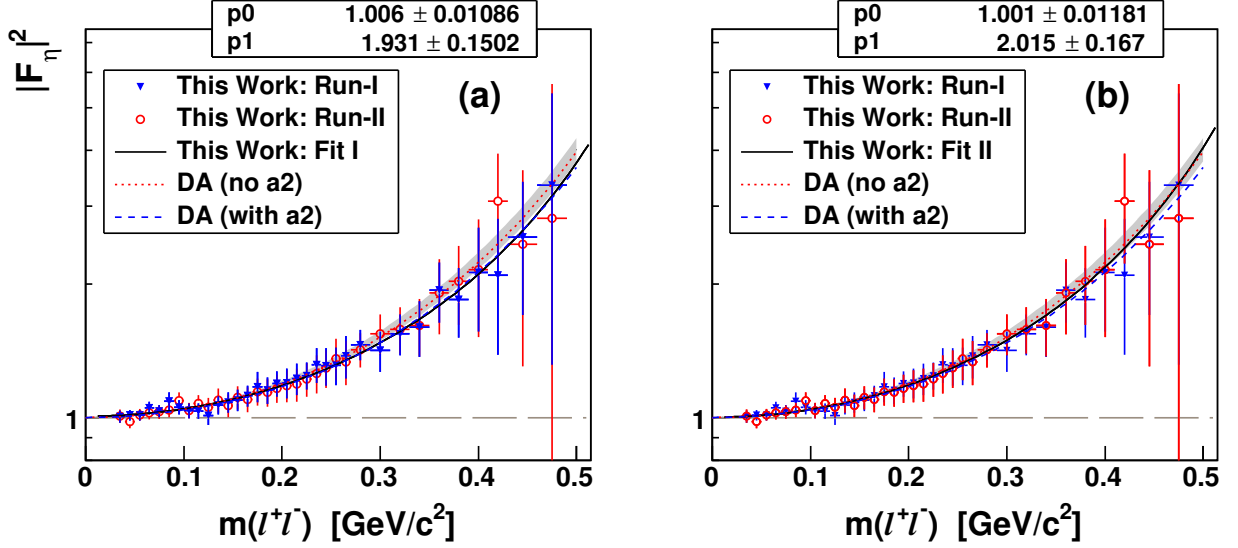 p0 1.006 ± 0.01086
p1 1.931 ± 0.1502
|F_η|²
This Work: Run-I
This Work: Run-II
This Work: Fit I
DA (no a2)
DA (with a2)
(a)
1
0 0.1 0.2 0.3 0.4 0.5
m(l⁺l⁻) [GeV/c²]
p0 1.001 ± 0.01181
p1 2.015 ± 0.167
This Work: Run-I
This Work: Run-II
This Work: Fit II
DA (no a2)
DA (with a2)
(b)
1
0 0.1 0.2 0.3 0.4 0.5
m(l⁺l⁻) [GeV/c²]